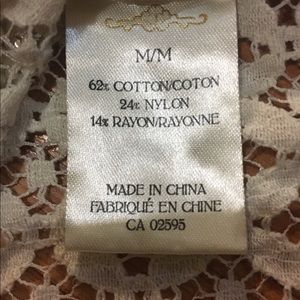 M/M
62% COTTON/COTON
24% NYLON
14% RAYON/RAYONNE
MADE IN CHINA
FABRIQUÉ EN CHINE
CA 02595